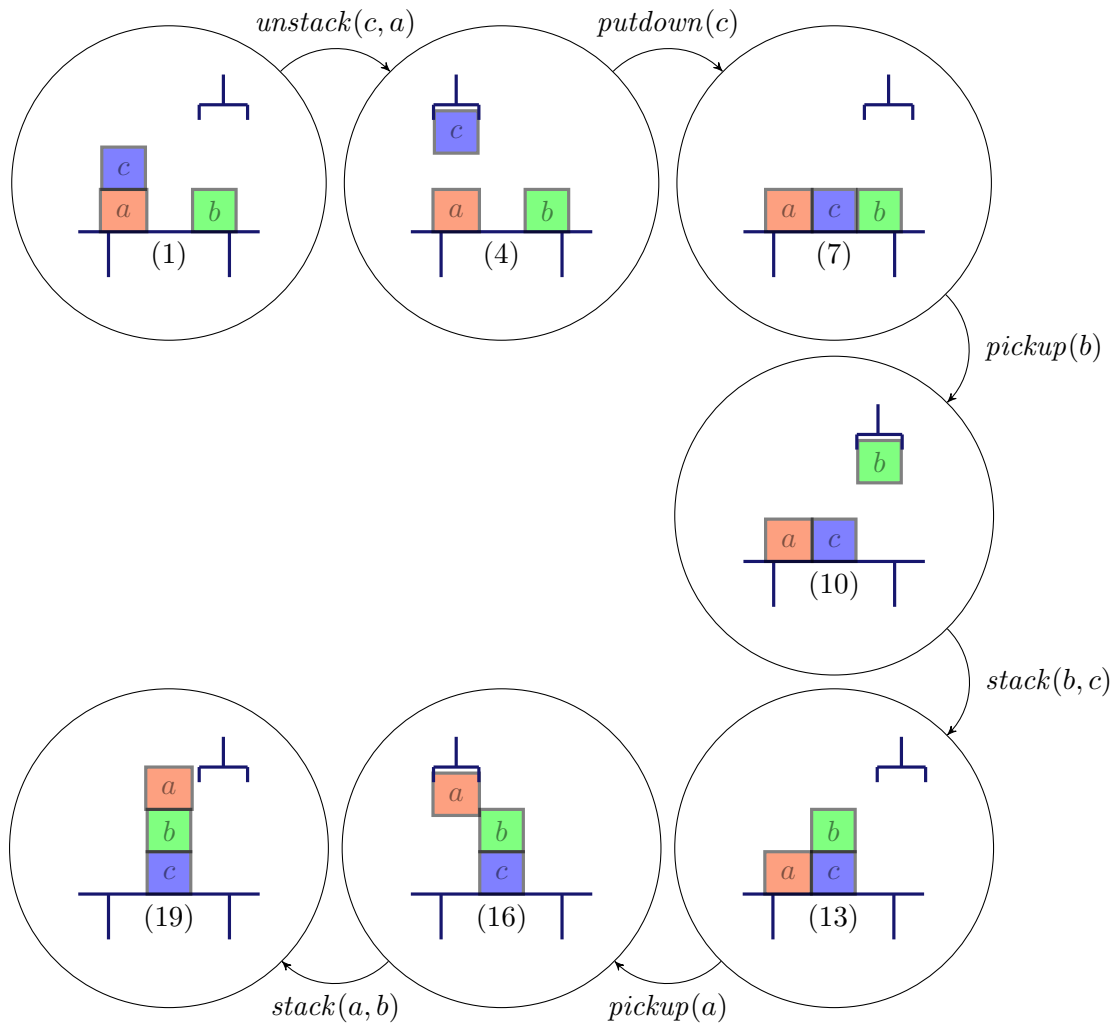 unstack(c, a)
putdown(c)
c
a
b
(1)
c
a
b
(4)
a
c
b
(7)
pickup(b)
b
a
c
(10)
stack(b, c)
a
b
c
(19)
a
b
c
(16)
b
a
c
(13)
stack(a, b)
pickup(a)